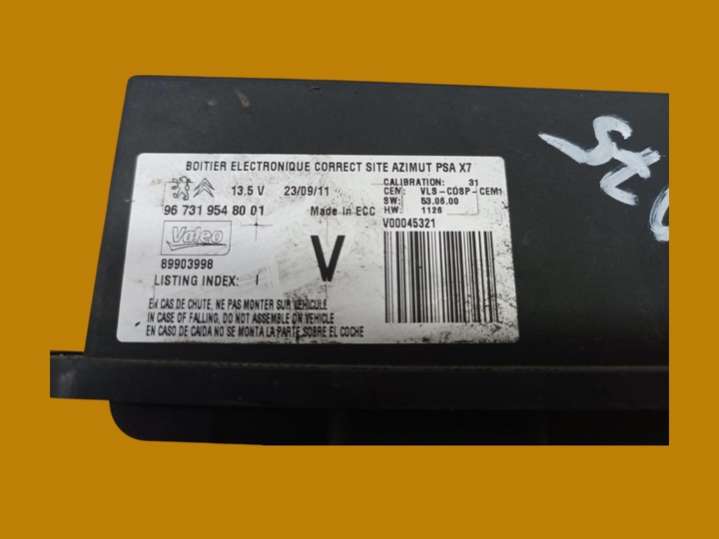 BOITIER ELECTRONIQUE CORRECT SITE AZIMUT PSA X7
13,5 V 23/09/11
CALIBRATION: 31
CEN: VLS-C08P-CEM1
SW: 53.06.00
HW: 1126
96 731 954 80 01 Made in ECC
V00045321
Valeo
V
89903998
LISTING INDEX: I
EN CAS DE CHUTE, NE PAS MONTER SUR VEHICULE
IN CASE OF FALLING, DO NOT ASSEMBLE ON VEHICLE
EN CASO DE CAIDA NO SE MONTA LA PARTE SOBRE EL COCHE